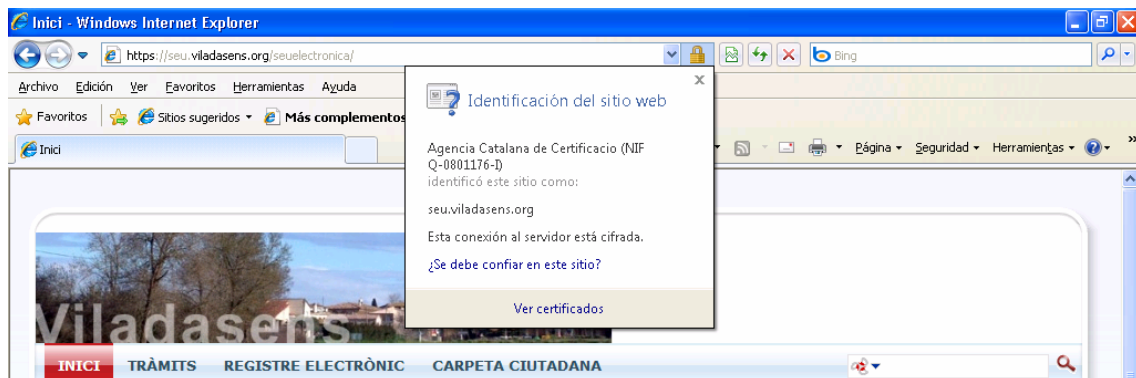 Inici - Windows Internet Explorer
https://seu.viladasens.org/seuelectronica/
Bing
Archivo Edición Ver Favoritos Herramientas Ayuda
Favoritos Sitios sugeridos Más complementos
Inici
Página Seguridad Herramientas »
x
Identificación del sitio web
Agencia Catalana de Certificacio (NIF
Q-0801176-I)
identificó este sitio como:
seu.viladasens.org
Esta conexión al servidor está cifrada.
¿Se debe confiar en este sitio?
Ver certificados
Viladasens
INICI TRÀMITS REGISTRE ELECTRÒNIC CARPETA CIUTADANA